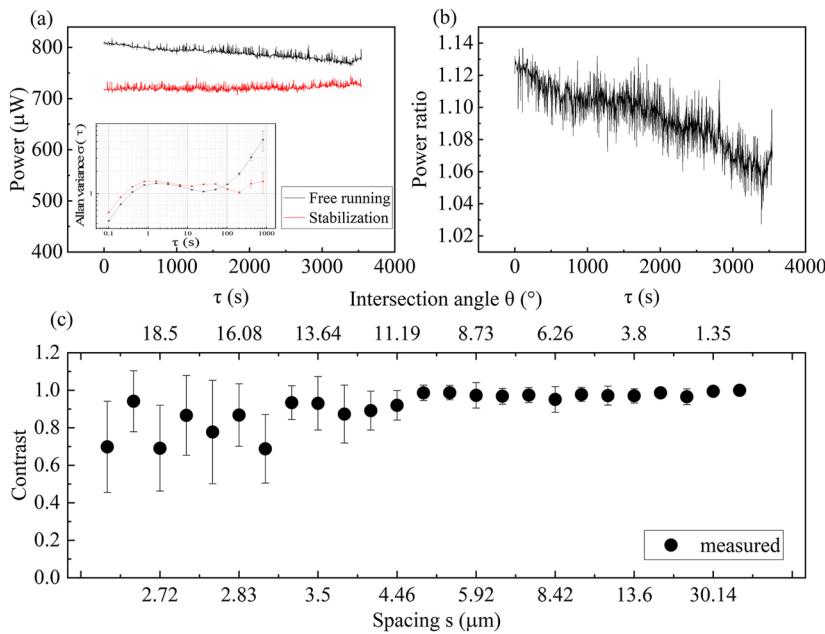 (a)
800
700
600
500
400
Power (μW)
Allan variance σ( τ )
1
0.1 1 10 100 1000
τ (s)
Free running
Stabilization
0 1000 2000 3000 4000
τ (s)
(b)
1.14
1.12
1.10
1.08
1.06
1.04
1.02
Power ratio
0 1000 2000 3000 4000
τ (s)
Intersection angle θ (°)
(c)
18.5 16.08 13.64 11.19 8.73 6.26 3.8 1.35
1.2
1.0
0.8
0.6
0.4
0.2
0.0
Contrast
measured
2.72 2.83 3.5 4.46 5.92 8.42 13.6 30.14
Spacing s (μm)